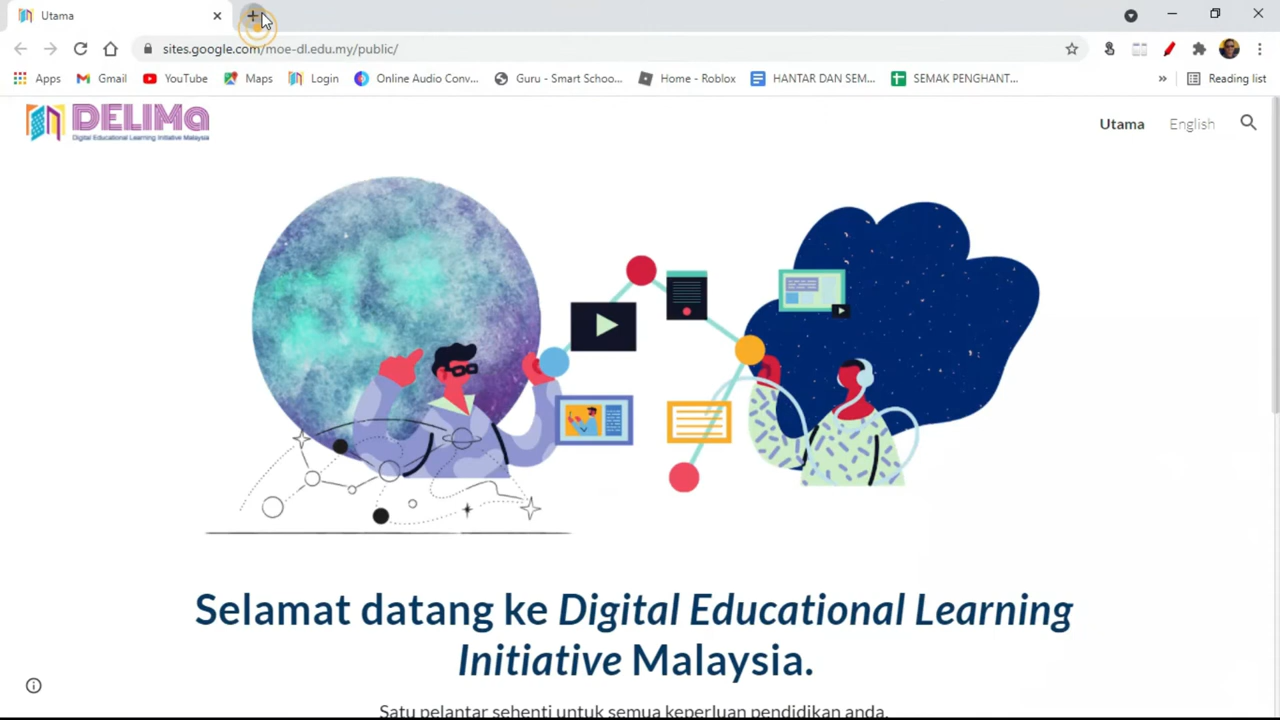 Utama
sites.google.com/moe-dl.edu.my/public/
Apps
Gmail
YouTube
Maps
Login
Online Audio Conv...
Guru - Smart Schoo...
Home - Roblox
HANTAR DAN SEM...
SEMAK PENGHANT...
»
Reading list
DELIMa
Digital Educational Learning Initiative Malaysia
Utama
English
Selamat datang ke Digital Educational Learning
Initiative Malaysia.
Satu pelantar sehenti untuk semua keperluan pendidikan anda.